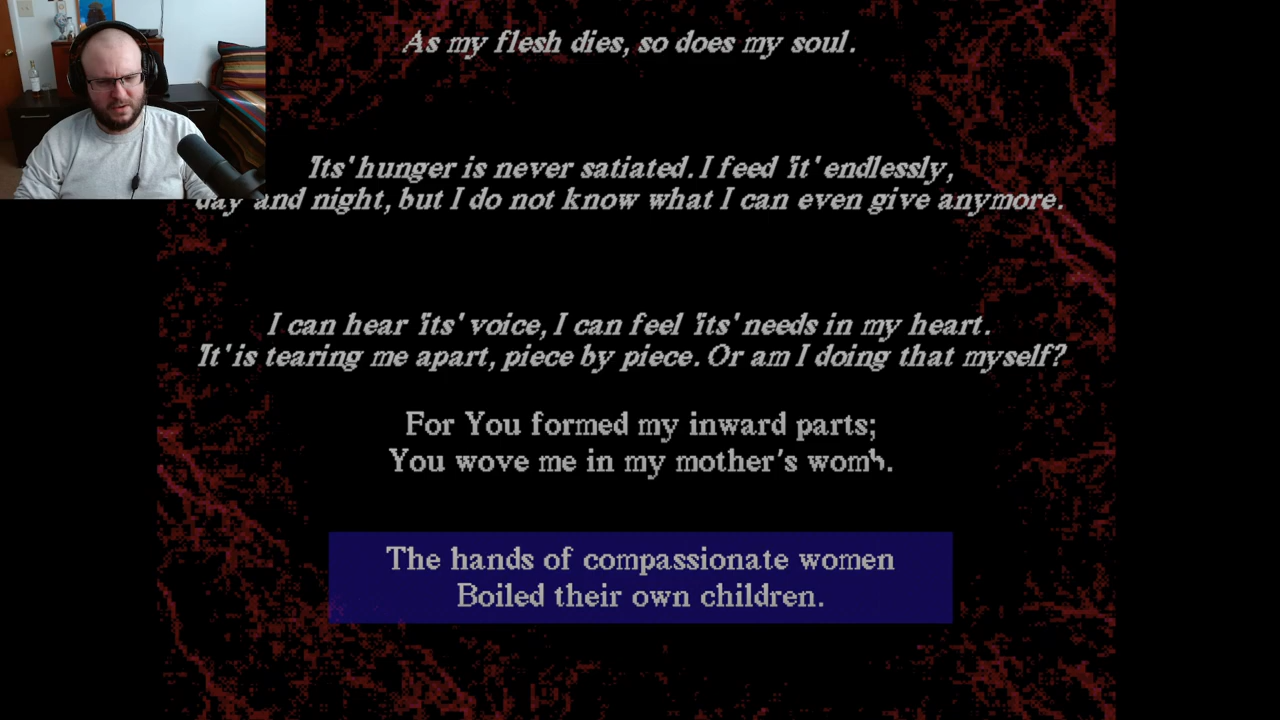 As my flesh dies, so does my soul.
'Its' hunger is never satiated. I feed 'it' endlessly,
day and night, but I do not know what I can even give anymore.
I can hear 'its' voice, I can feel 'its' needs in my heart.
'It' is tearing me apart, piece by piece. Or am I doing that myself?
For You formed my inward parts;
You wove me in my mother's womb.
The hands of compassionate women
Boiled their own children.